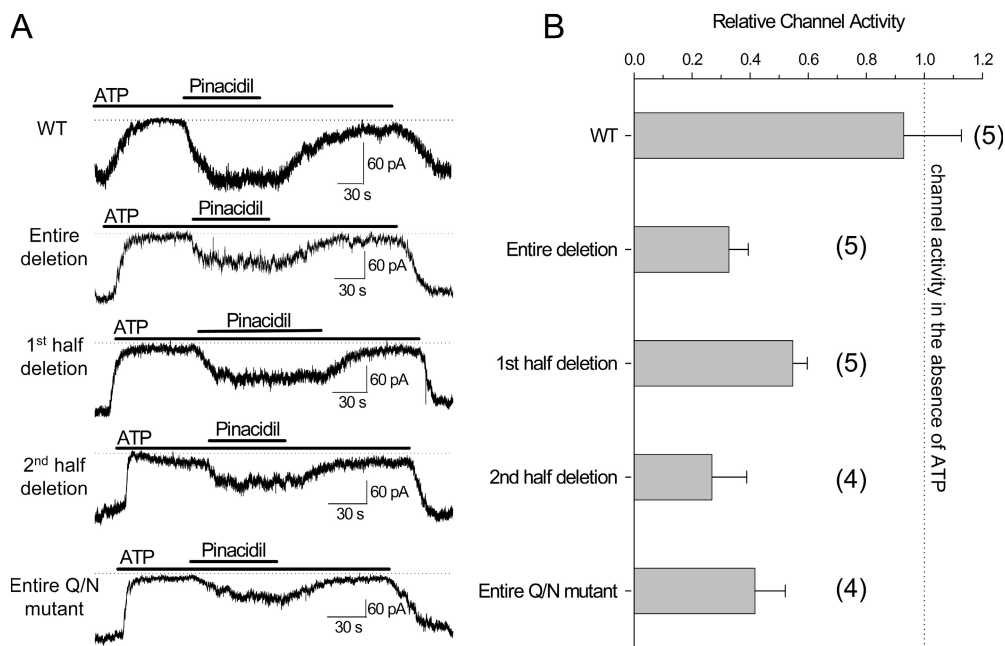 A
Pinacidil
ATP
WT
60 pA
30 s
Pinacidil
ATP
Entire
deletion
60 pA
30 s
Pinacidil
ATP
1st half
deletion
60 pA
30 s
Pinacidil
ATP
2nd half
deletion
60 pA
30 s
Pinacidil
ATP
Entire Q/N
mutant
60 pA
30 s
B
Relative Channel Activity
0.0 0.2 0.4 0.6 0.8 1.0 1.2
WT
(5)
Entire deletion
(5)
1st half deletion
(5)
2nd half deletion
(4)
Entire Q/N mutant
(4)
channel activity in the absence of ATP